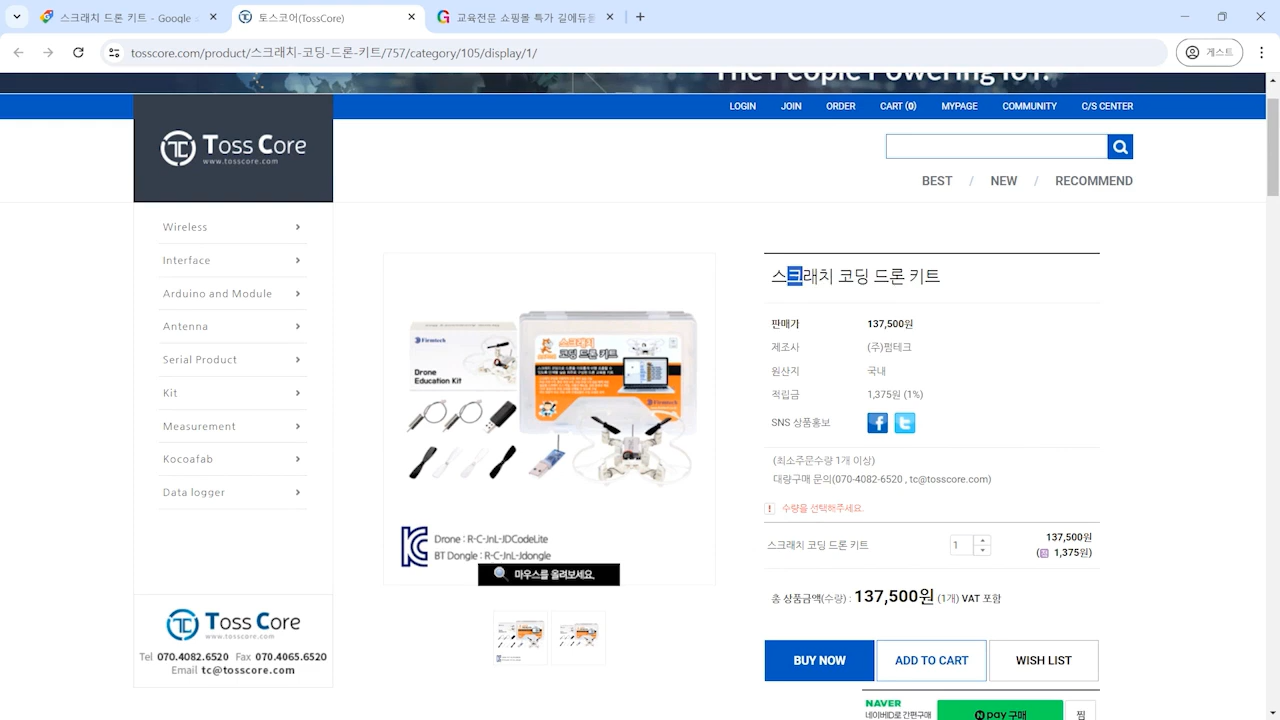 스크래치 드론 키트 - Google
토스코어(TossCore)
교육전문 쇼핑몰 특가 길에듀몰
tosscore.com/product/스크래치-코딩-드론-키트/757/category/105/display/1/
게스트
The People Powering IoT.
LOGIN JOIN ORDER CART (0) MYPAGE COMMUNITY C/S CENTER
Toss Core
www.tosscore.com
BEST / NEW / RECOMMEND
Wireless
Interface
Arduino and Module
Antenna
Serial Product
Kit
Measurement
Kocoafab
Data logger
Toss Core
www.tosscore.com
Tel 070.4082.6520 Fax 070.4065.6520
Email tc@tosscore.com
Firmtech
Drone
Education Kit
스크래치
코딩 드론 키트
Firmtech
Drone : R-C-JnL-JDCodeLite
BT Dongle : R-C-JnL-Jdongle
마우스를 올려보세요.
스크래치 코딩 드론 키트
판매가 137,500원
제조사 (주)펌테크
원산지 국내
적립금 1,375원 (1%)
SNS 상품홍보
(최소주문수량 1개 이상)
대량구매 문의(070-4082-6520 , tc@tosscore.com)
수량을 선택해주세요.
스크래치 코딩 드론 키트 1 137,500원
( 1,375원)
총 상품금액(수량) : 137,500원 (1개) VAT 포함
BUY NOW ADD TO CART WISH LIST
NAVER
네이버ID로 간편구매
N pay 구매 찜